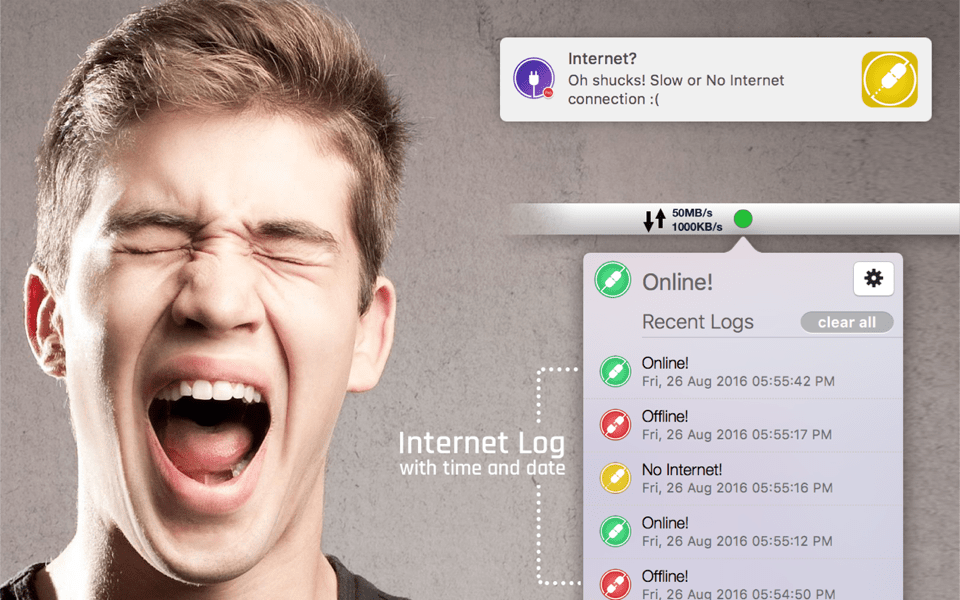 Internet?
Oh shucks! Slow or No Internet
connection :(
50MB/s
1000KB/s
Online!
Recent Logs
clear all
Online!
Fri, 26 Aug 2016 05:55:42 PM
Offline!
Fri, 26 Aug 2016 05:55:17 PM
Internet Log
with time and date
No Internet!
Fri, 26 Aug 2016 05:55:16 PM
Online!
Fri, 26 Aug 2016 05:55:12 PM
Offline!
Fri, 26 Aug 2016 05:54:50 PM